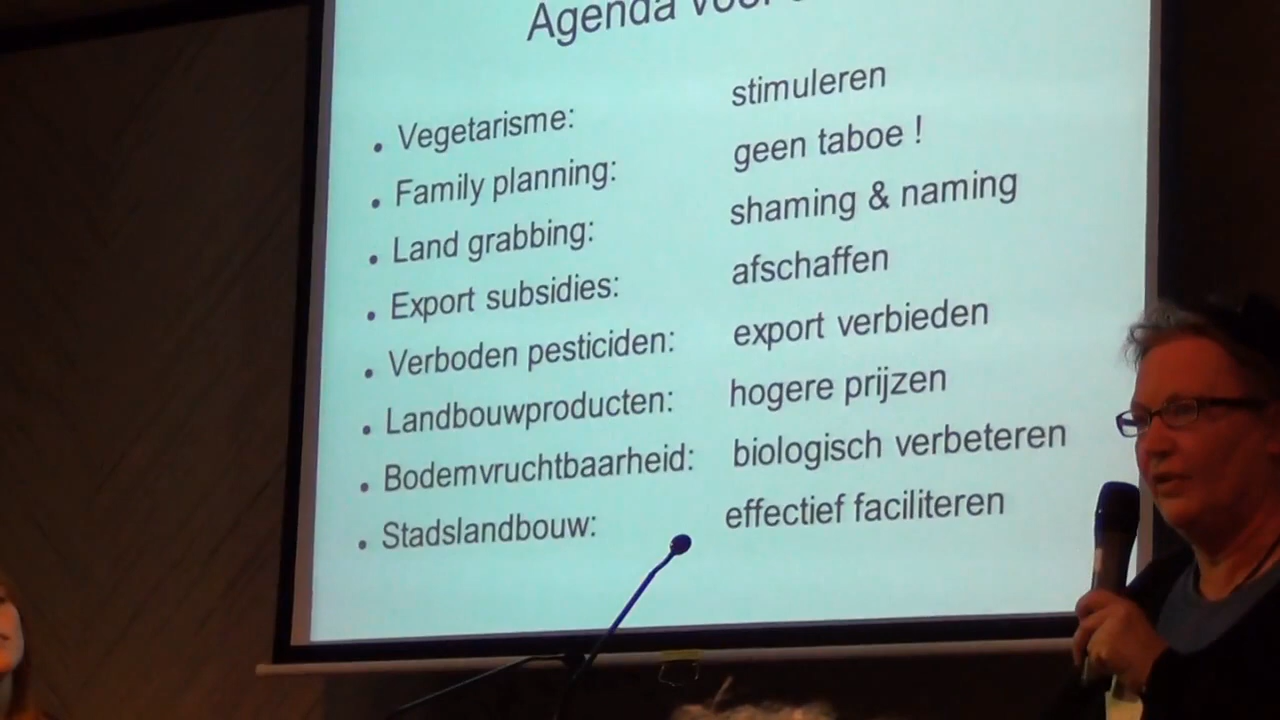 Agenda voor
• Vegetarisme: stimuleren
• Family planning: geen taboe !
• Land grabbing: shaming & naming
• Export subsidies: afschaffen
• Verboden pesticiden: export verbieden
• Landbouwproducten: hogere prijzen
• Bodemvruchtbaarheid: biologisch verbeteren
• Stadslandbouw: effectief faciliteren